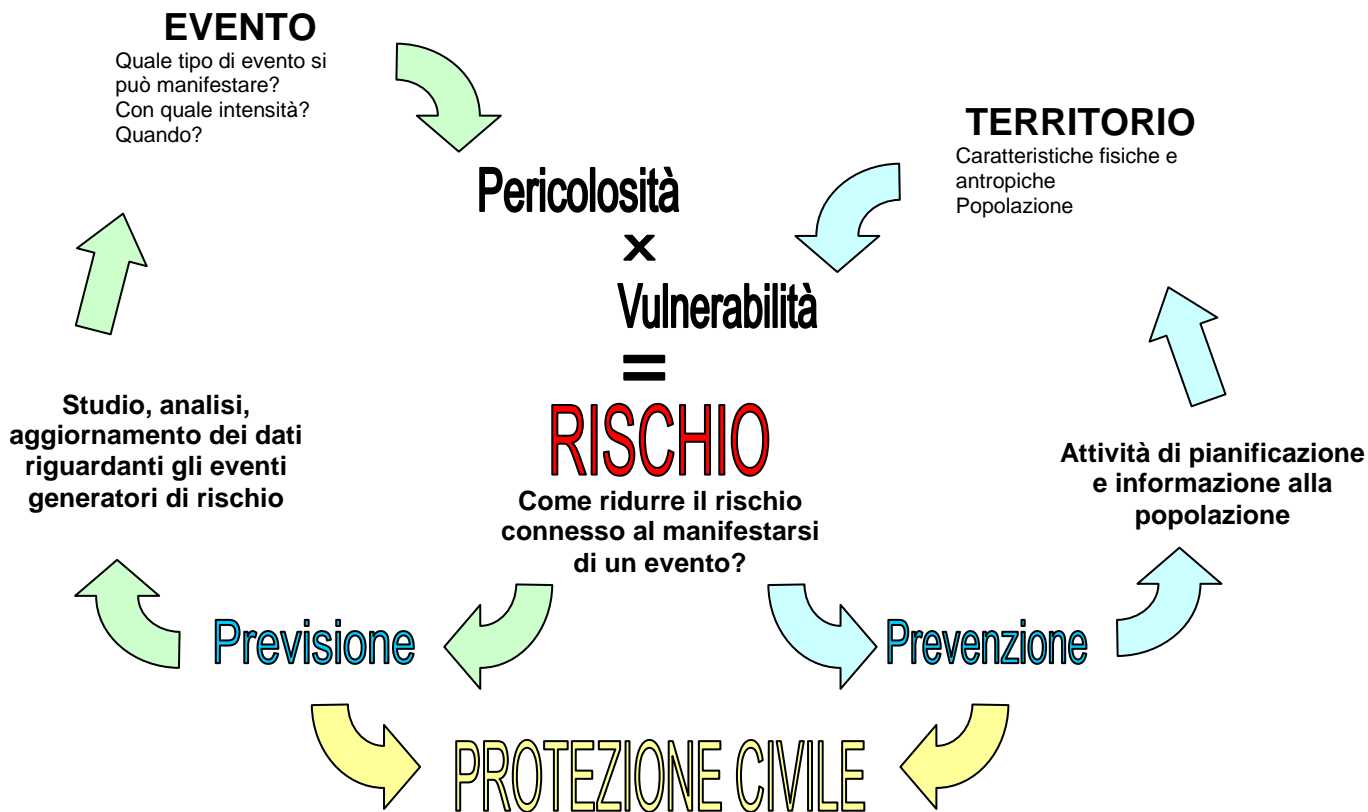 EVENTO
Quale tipo di evento si
può manifestare?
Con quale intensità?
Quando?
TERRITORIO
Caratteristiche fisiche e
antropiche
Popolazione
Pericolosità
x
Vulnerabilità
=
RISCHIO
Come ridurre il rischio
connesso al manifestarsi
di un evento?
Studio, analisi,
aggiornamento dei dati
riguardanti gli eventi
generatori di rischio
Attività di pianificazione
e informazione alla
popolazione
Previsione
Prevenzione
PROTEZIONE CIVILE